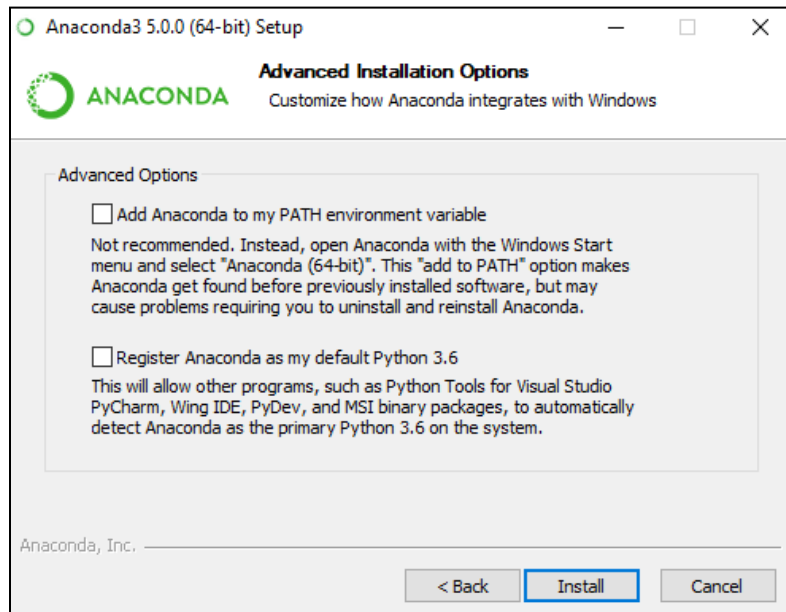 Anaconda3 5.0.0 (64-bit) Setup
ANACONDA
Advanced Installation Options
Customize how Anaconda integrates with Windows
Advanced Options
Add Anaconda to my PATH environment variable
Not recommended. Instead, open Anaconda with the Windows Start
menu and select "Anaconda (64-bit)". This "add to PATH" option makes
Anaconda get found before previously installed software, but may
cause problems requiring you to uninstall and reinstall Anaconda.
Register Anaconda as my default Python 3.6
This will allow other programs, such as Python Tools for Visual Studio
PyCharm, Wing IDE, PyDev, and MSI binary packages, to automatically
detect Anaconda as the primary Python 3.6 on the system.
Anaconda, Inc.
< Back
Install
Cancel